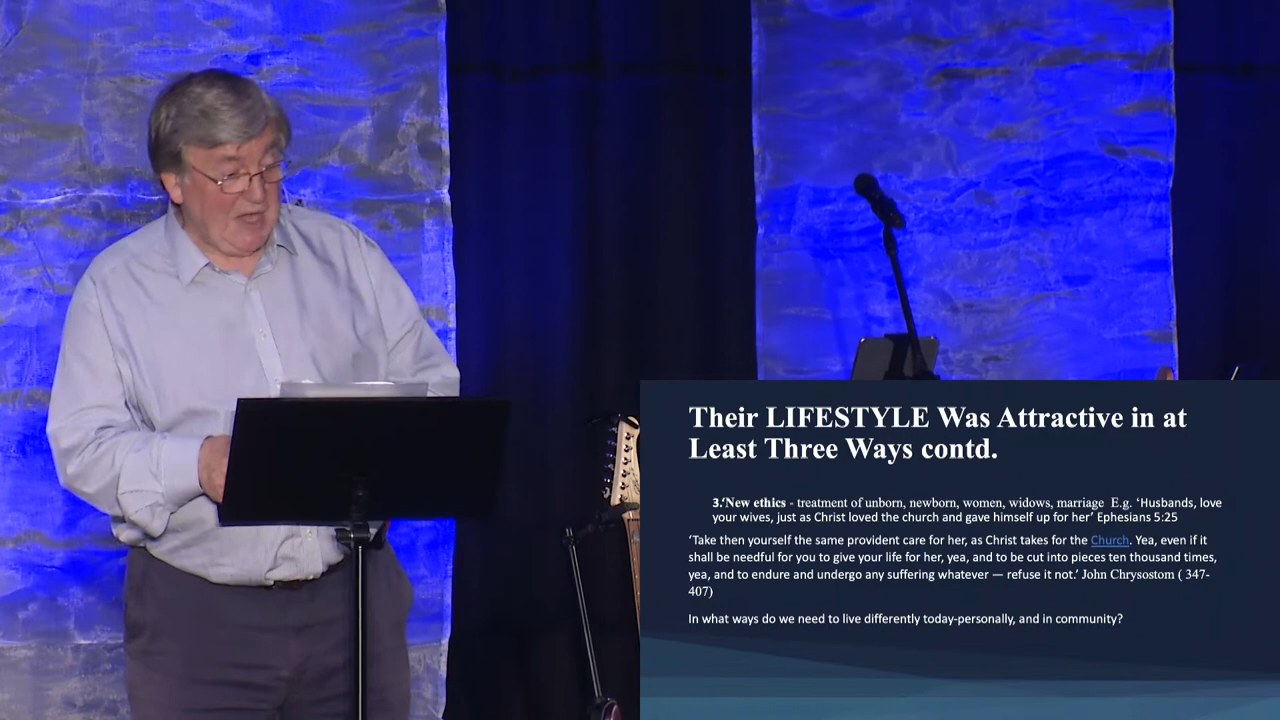 Their LIFESTYLE Was Attractive in at
Least Three Ways contd.
3.‘New ethics - treatment of unborn, newborn, women, widows, marriage E.g. ‘Husbands, love
your wives, just as Christ loved the church and gave himself up for her’ Ephesians 5:25
‘Take then yourself the same provident care for her, as Christ takes for the Church. Yea, even if it
shall be needful for you to give your life for her, yea, and to be cut into pieces ten thousand times,
yea, and to endure and undergo any suffering whatever — refuse it not.’ John Chrysostom ( 347-
407)
In what ways do we need to live differently today-personally, and in community?